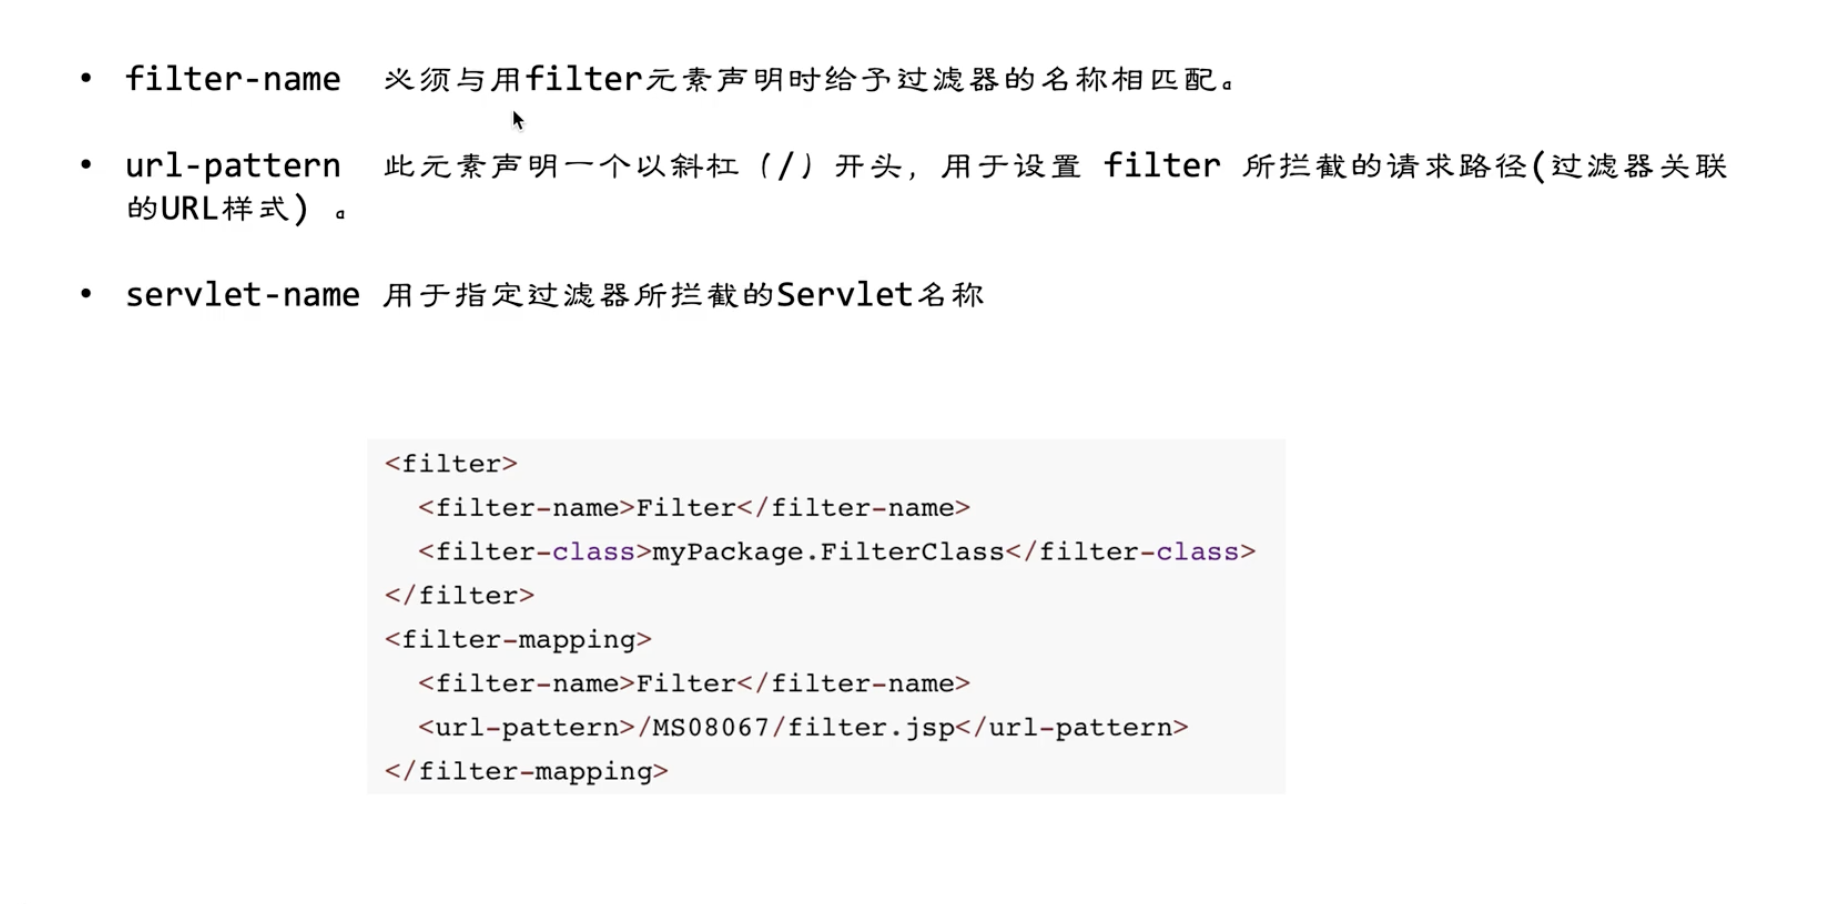 • filter-name 必须与用filter元素声明时给予过滤器的名称相匹配。
• url-pattern 此元素声明一个以斜杠（/）开头，用于设置 filter 所拦截的请求路径(过滤器关联
的URL样式) 。
• servlet-name 用于指定过滤器所拦截的Servlet名称
<filter>
  <filter-name>Filter</filter-name>
  <filter-class>myPackage.FilterClass</filter-class>
</filter>
<filter-mapping>
  <filter-name>Filter</filter-name>
  <url-pattern>/MS08067/filter.jsp</url-pattern>
</filter-mapping>